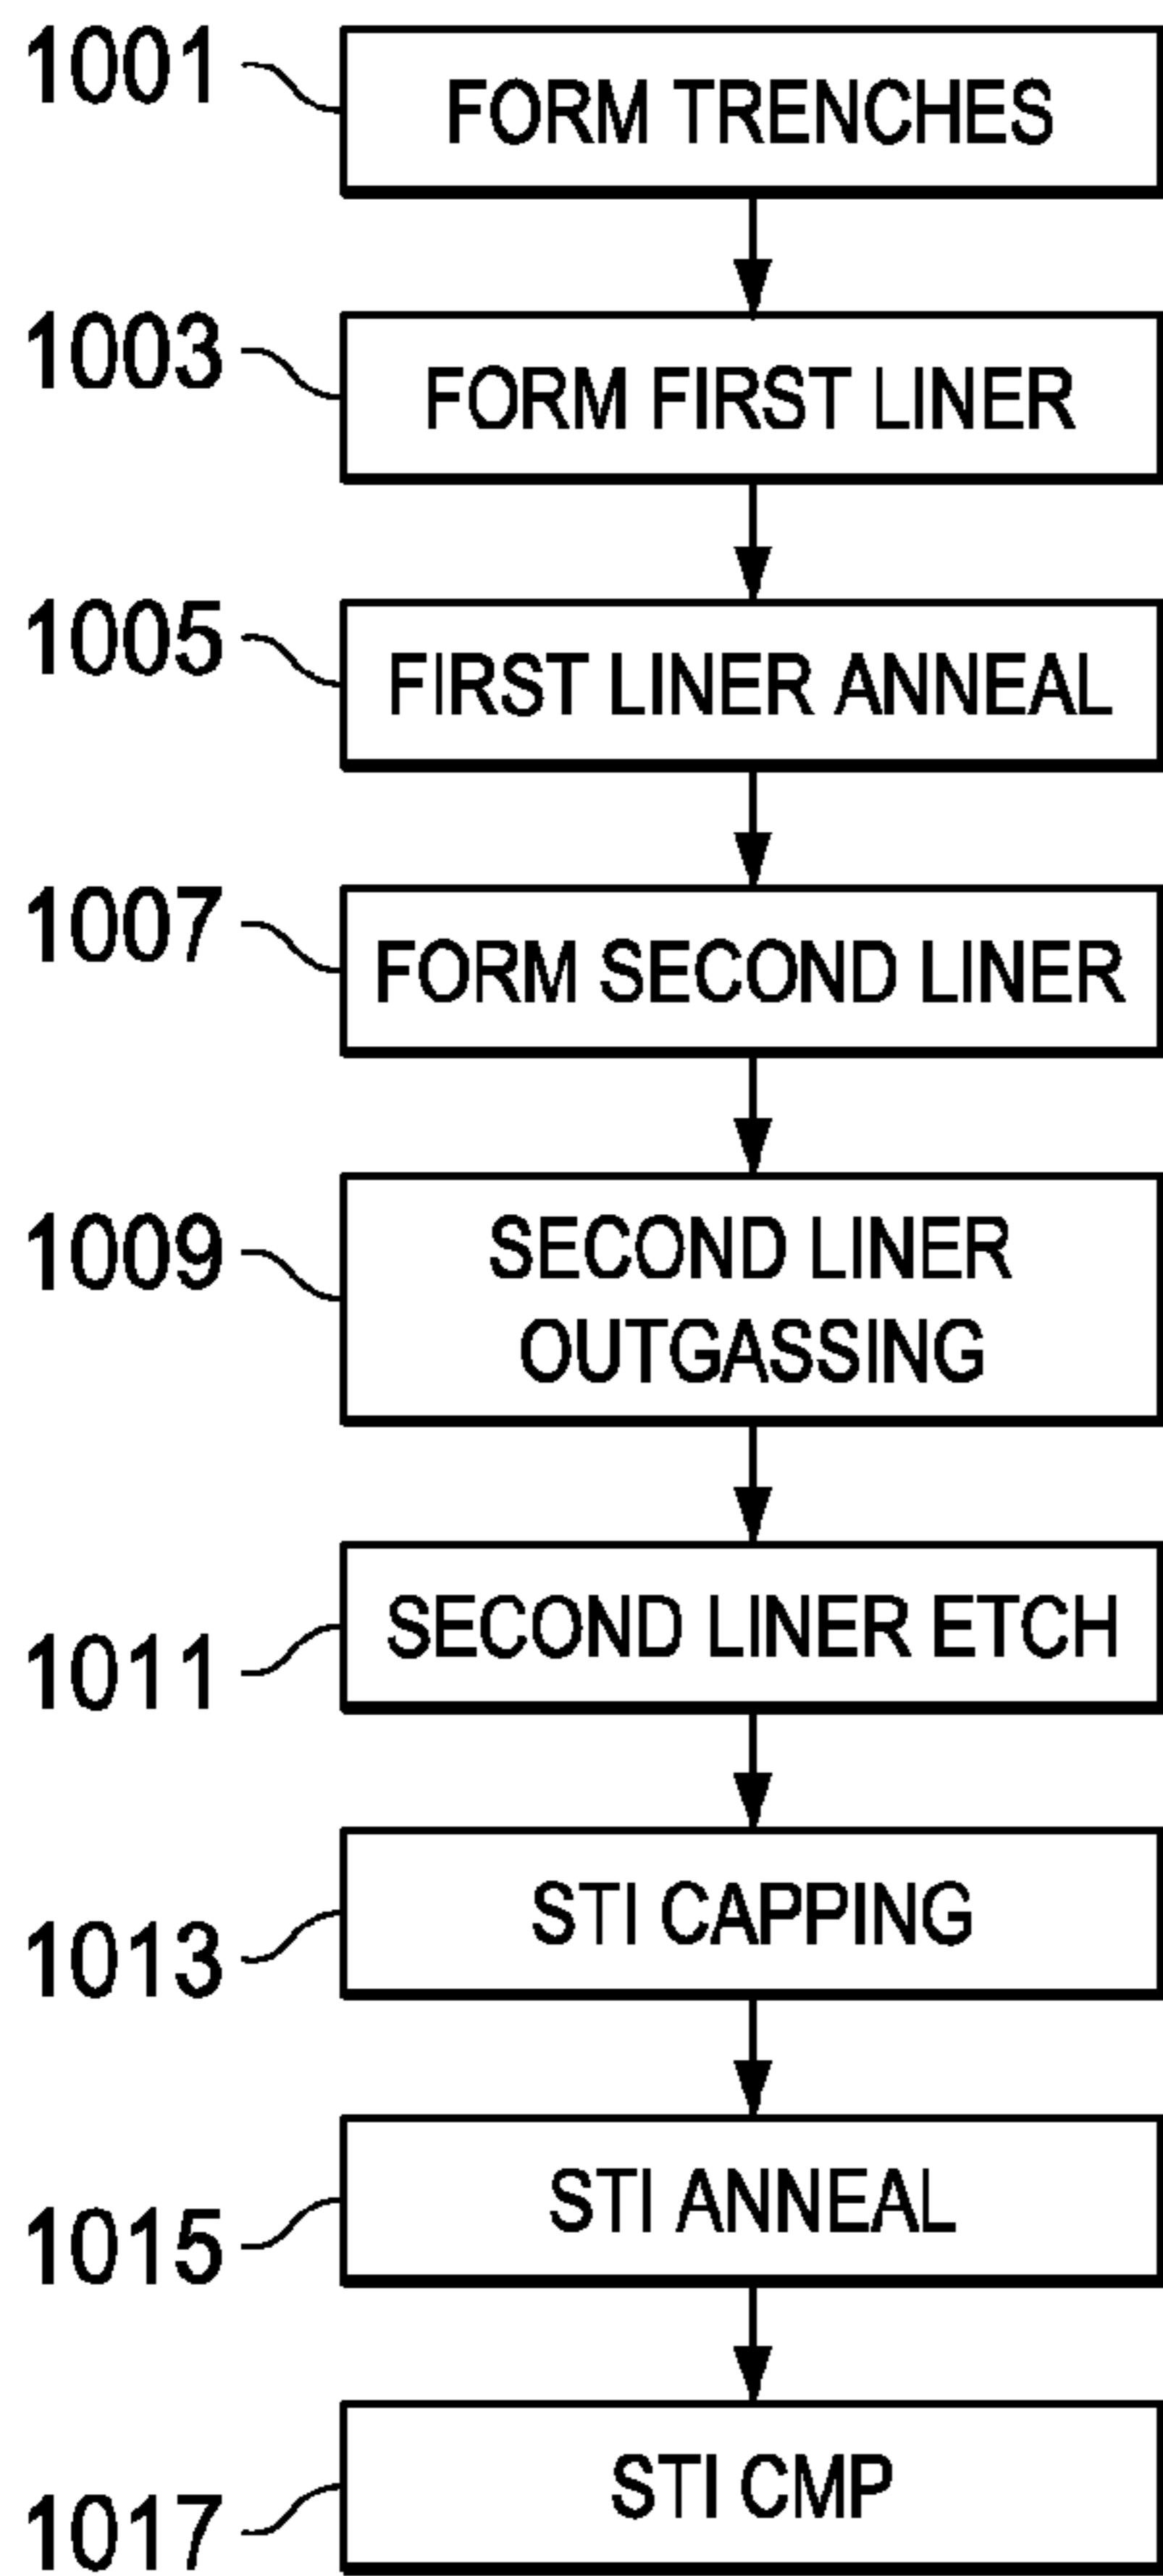 1001
FORM TRENCHES
1003
FORM FIRST LINER
1005
FIRST LINER ANNEAL
1007
FORM SECOND LINER
1009
SECOND LINER
OUTGASSING
1011
SECOND LINER ETCH
1013
STI CAPPING
1015
STI ANNEAL
1017
STI CMP